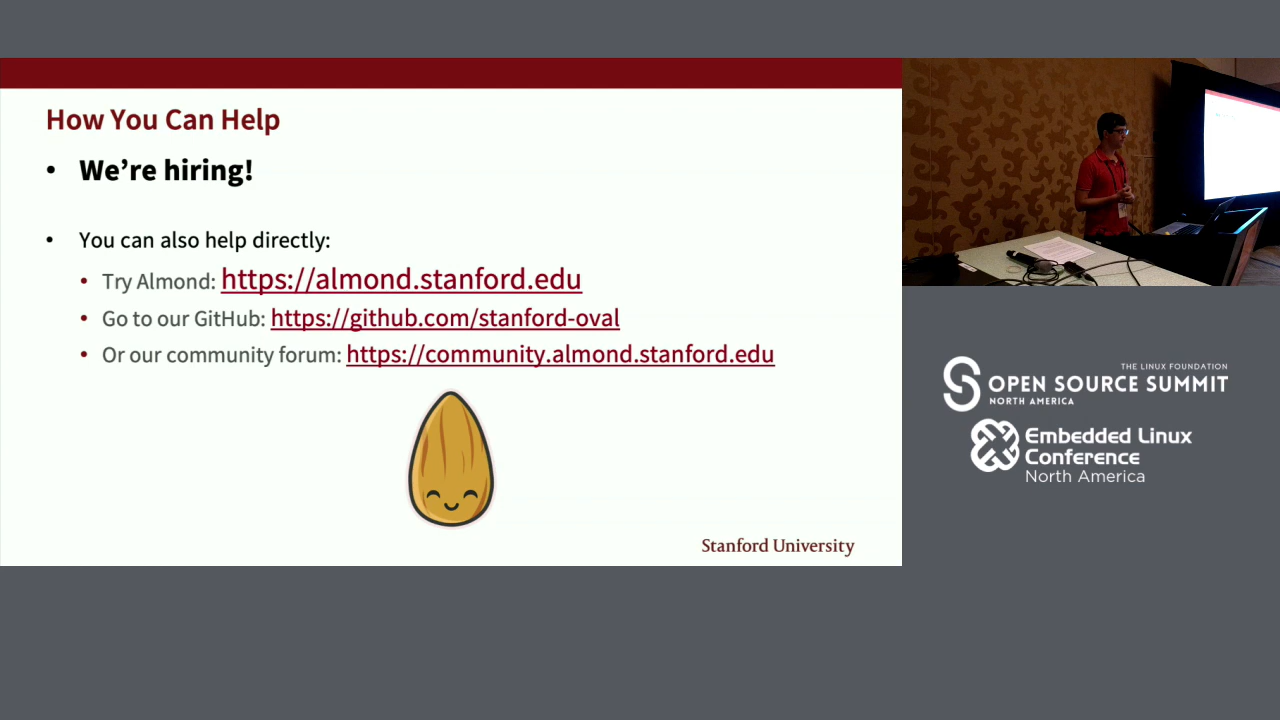 How You Can Help
• We're hiring!
• You can also help directly:
• Try Almond: https://almond.stanford.edu
• Go to our GitHub: https://github.com/stanford-oval
• Or our community forum: https://community.almond.stanford.edu
Stanford University
THE LINUX FOUNDATION
OPEN SOURCE SUMMIT
NORTH AMERICA
Embedded Linux
Conference
North America